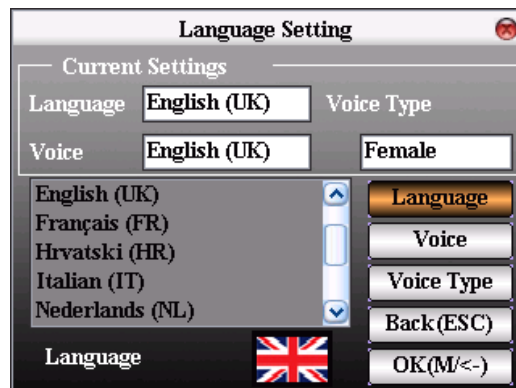 Language Setting
Current Settings
Language English (UK) Voice Type
Voice English (UK) Female
English (UK)
Français (FR)
Hrvatski (HR)
Italian (IT)
Nederlands (NL)
Language
Language
Voice
Voice Type
Back(ESC)
OK(M/<-)